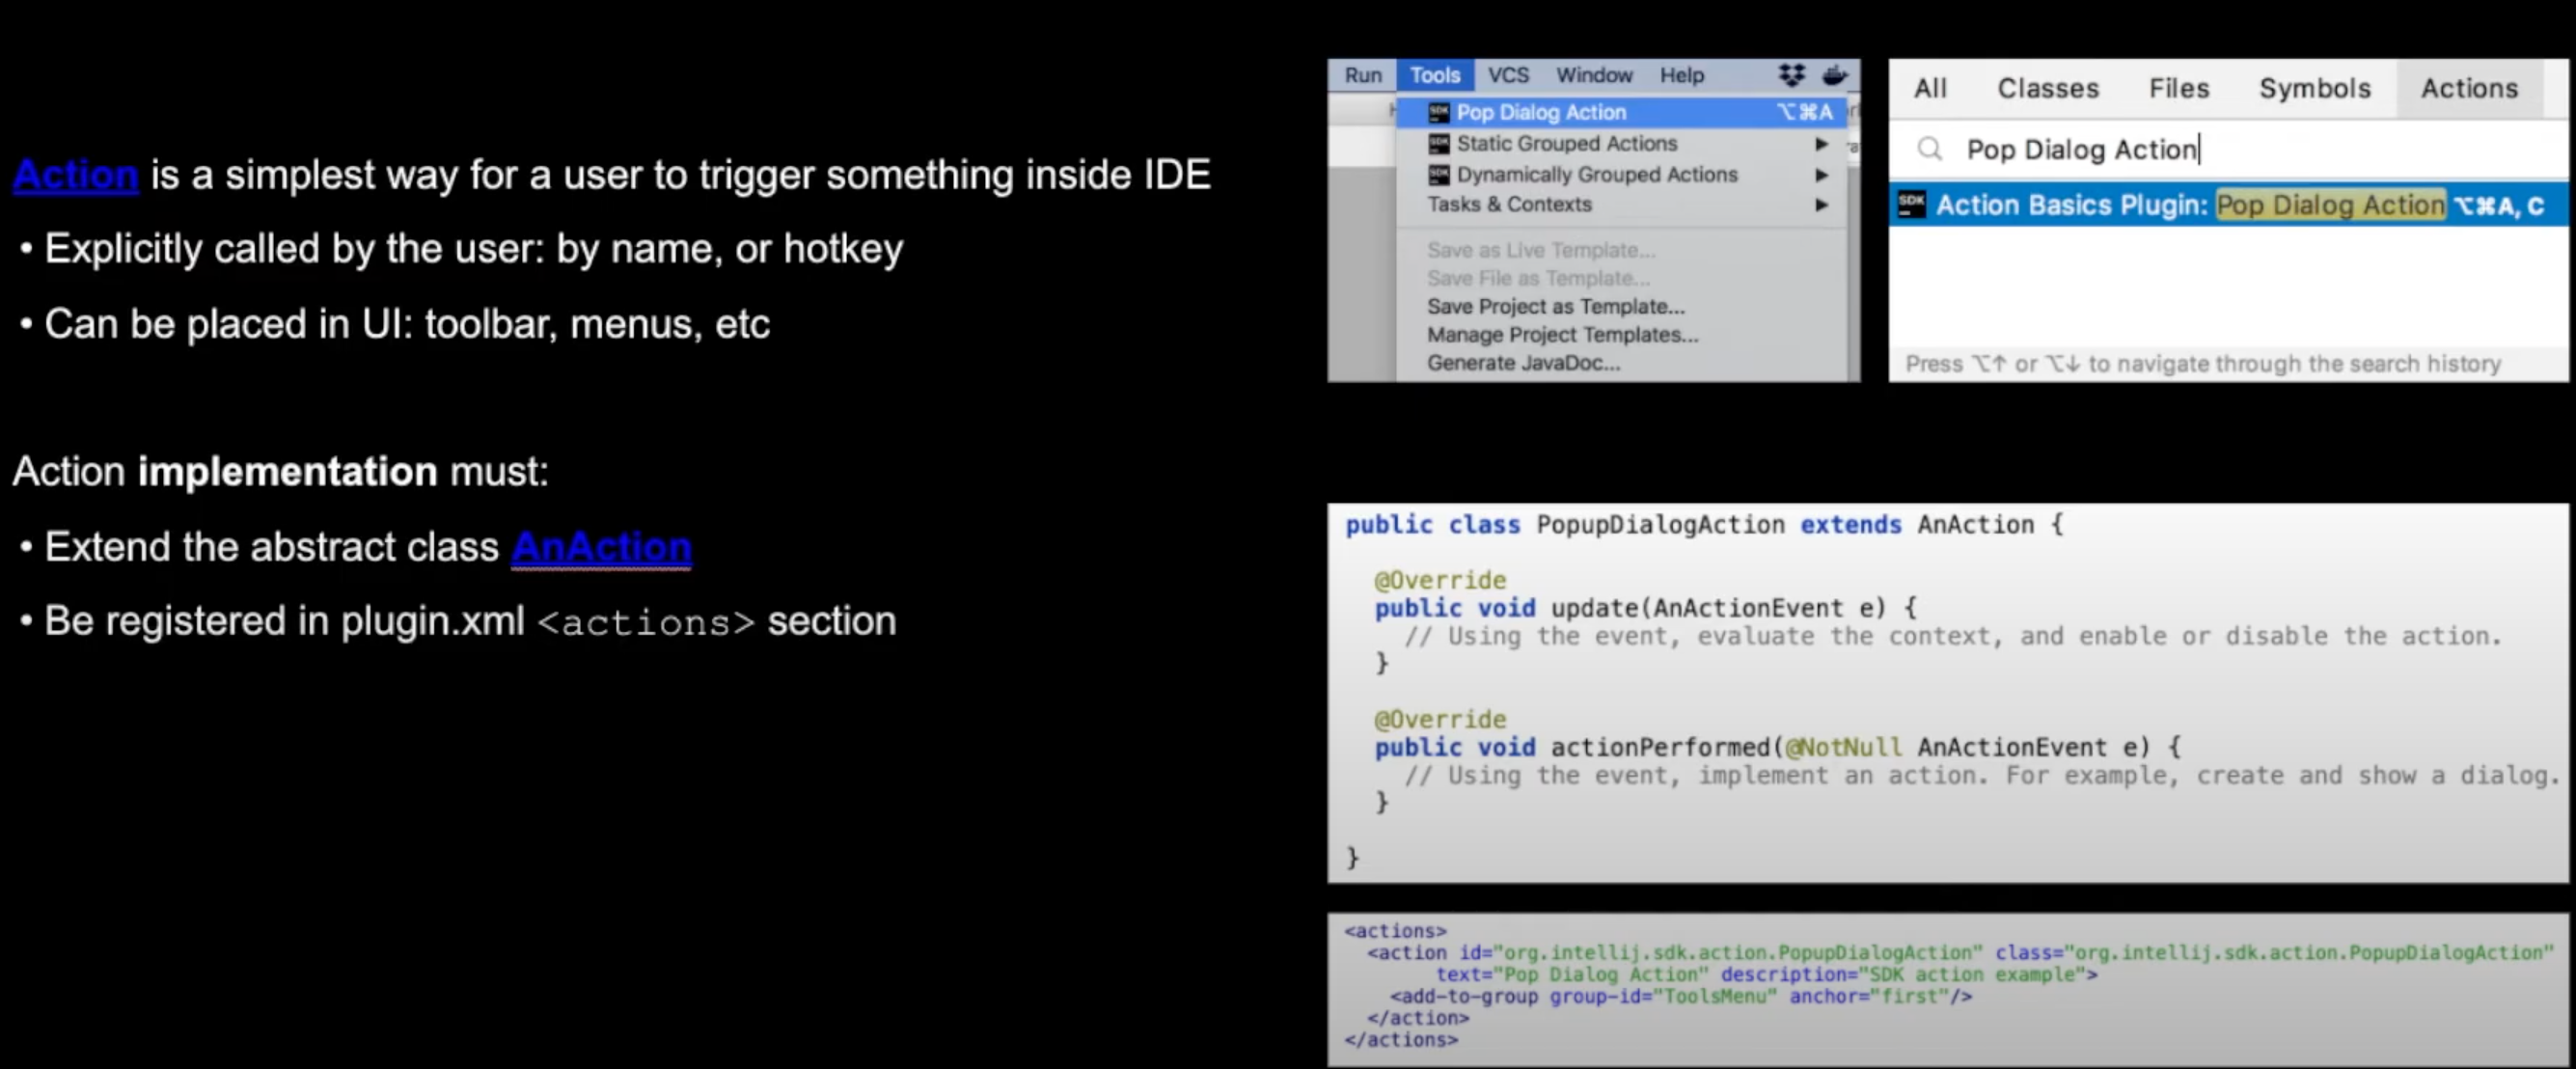 Action is a simplest way for a user to trigger something inside IDE
• Explicitly called by the user: by name, or hotkey
• Can be placed in UI: toolbar, menus, etc
Action implementation must:
• Extend the abstract class AnAction
• Be registered in plugin.xml <actions> section
Run Tools VCS Window Help
Pop Dialog Action ⌥⌘A
Static Grouped Actions ▶
Dynamically Grouped Actions ▶
Tasks & Contexts ▶
Save as Live Template...
Save File as Template...
Save Project as Template...
Manage Project Templates...
Generate JavaDoc...
All Classes Files Symbols Actions
Pop Dialog Action
SDK Action Basics Plugin: Pop Dialog Action ⌥⌘A, C
Press ⌥↑ or ⌥↓ to navigate through the search history
public class PopupDialogAction extends AnAction {
@Override
public void update(AnActionEvent e) {
// Using the event, evaluate the context, and enable or disable the action.
}
@Override
public void actionPerformed(@NotNull AnActionEvent e) {
// Using the event, implement an action. For example, create and show a dialog.
}
}
<actions>
<action id="org.intellij.sdk.action.PopupDialogAction" class="org.intellij.sdk.action.PopupDialogAction"
text="Pop Dialog Action" description="SDK action example">
<add-to-group group-id="ToolsMenu" anchor="first"/>
</action>
</actions>